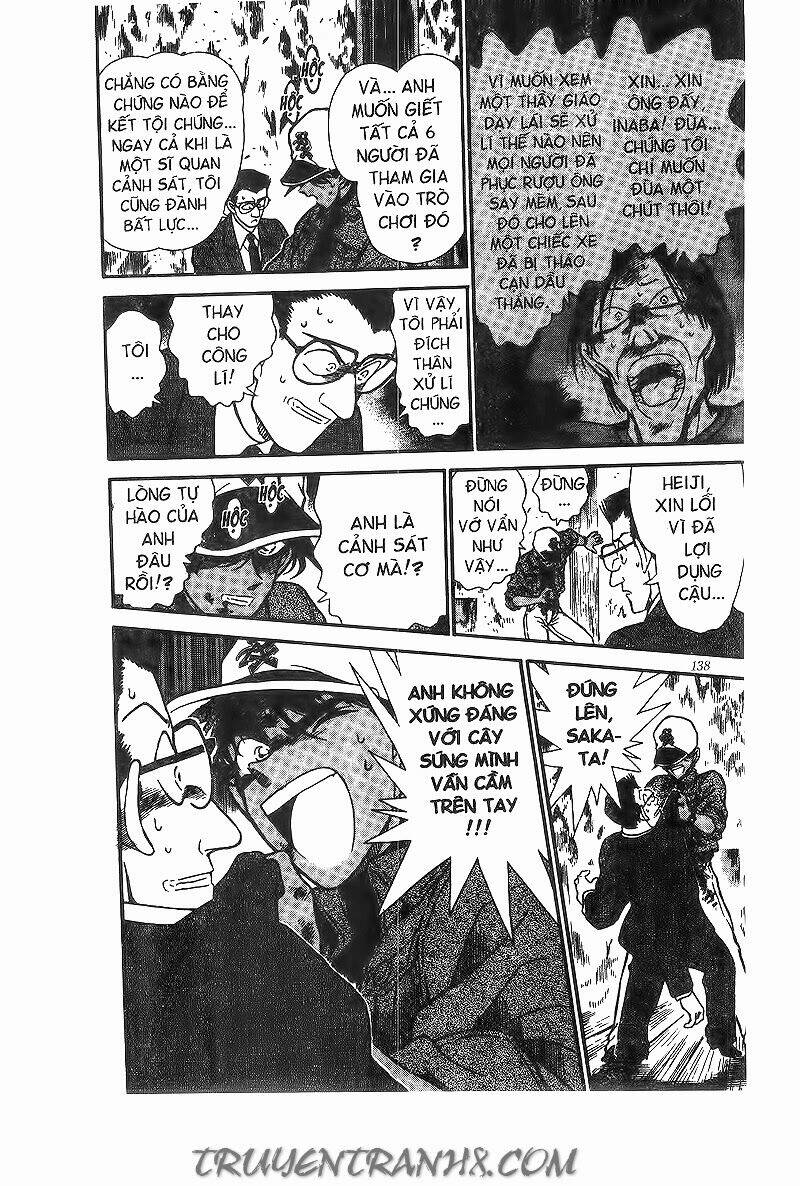 XIN... XIN
ÔNG ĐẤY,
INABA! ĐÙA...
CHÚNG TÔI
CHỈ MUỐN
ĐÙA MỘT
CHÚT THÔI!
VÌ MUỐN XEM
MỘT THẦY GIÁO
DẠY LÁI SẼ XỬ
LÍ THẾ NÀO NÊN
MỌI NGƯỜI ĐÃ
PHỤC RƯỢU ÔNG
SAY MỀM, SAU
ĐÓ CHO LÊN
MỘT CHIẾC XE
ĐÃ BỊ THÁO
CẠN DẦU
THẮNG.
VÀ... ANH
MUỐN GIẾT
TẤT CẢ 6
NGƯỜI ĐÃ
THAM GIA
VÀO TRÒ
CHƠI ĐÓ
?
HỘC
HỘC
CHẲNG CÓ BẰNG
CHỨNG NÀO ĐỂ
KẾT TỘI CHÚNG...
NGAY CẢ KHI LÀ
MỘT SĨ QUAN
CẢNH SÁT, TÔI
CŨNG ĐÀNH
BẤT LỰC...
VÌ VẬY,
TÔI PHẢI
ĐÍCH
THÂN
XỬ LÍ
CHÚNG
...
THAY
CHO
CÔNG
LÍ!
TÔI
...
HEIJI,
XIN LỖI
VÌ ĐÃ
LỢI
DỤNG
CẬU...
ĐỪNG
...
ĐỪNG
NÓI
VỚ VẨN
NHƯ
VẬY...
ANH LÀ
CẢNH SÁT
CƠ MÀ!?
HỘC
HỘC
LÒNG TỰ
HÀO CỦA
ANH
ĐÂU
RỒI!?
138
ĐỨNG
LÊN,
SAKA-
TA!
ANH KHÔNG
XỨNG ĐÁNG
VỚI CÂY
SÚNG MÌNH
VẪN CẦM
TRÊN TAY
!!!
TRUYENTRANH8.COM